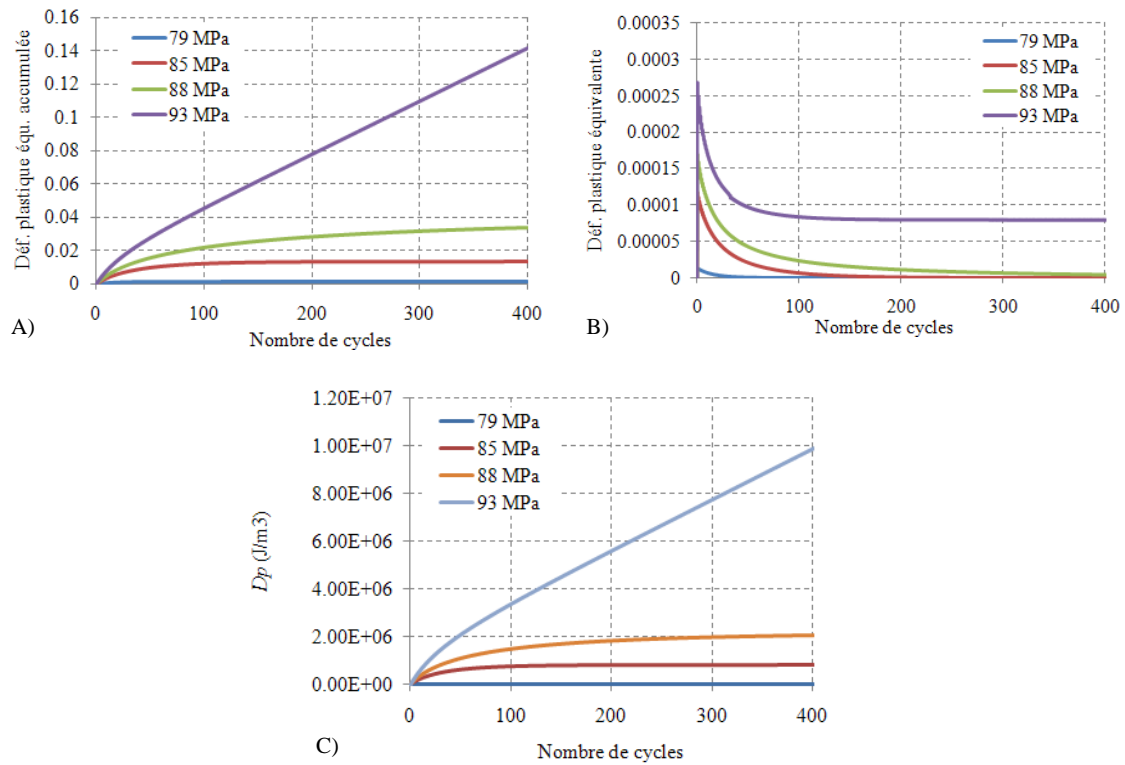 0.16
0.14
0.12
0.1
0.08
0.06
0.04
0.02
0
Déf. plastique équ. accumulée
79 MPa
85 MPa
88 MPa
93 MPa
0 100 200 300 400
Nombre de cycles
A)
0.00035
0.0003
0.00025
0.0002
0.00015
0.0001
0.00005
0
Déf. plastique équivalente
79 MPa
85 MPa
88 MPa
93 MPa
0 100 200 300 400
Nombre de cycles
B)
1.20E+07
1.00E+07
8.00E+06
6.00E+06
4.00E+06
2.00E+06
0.00E+00
Dp (J/m3)
79 MPa
85 MPa
88 MPa
93 MPa
0 100 200 300 400
Nombre de cycles
C)